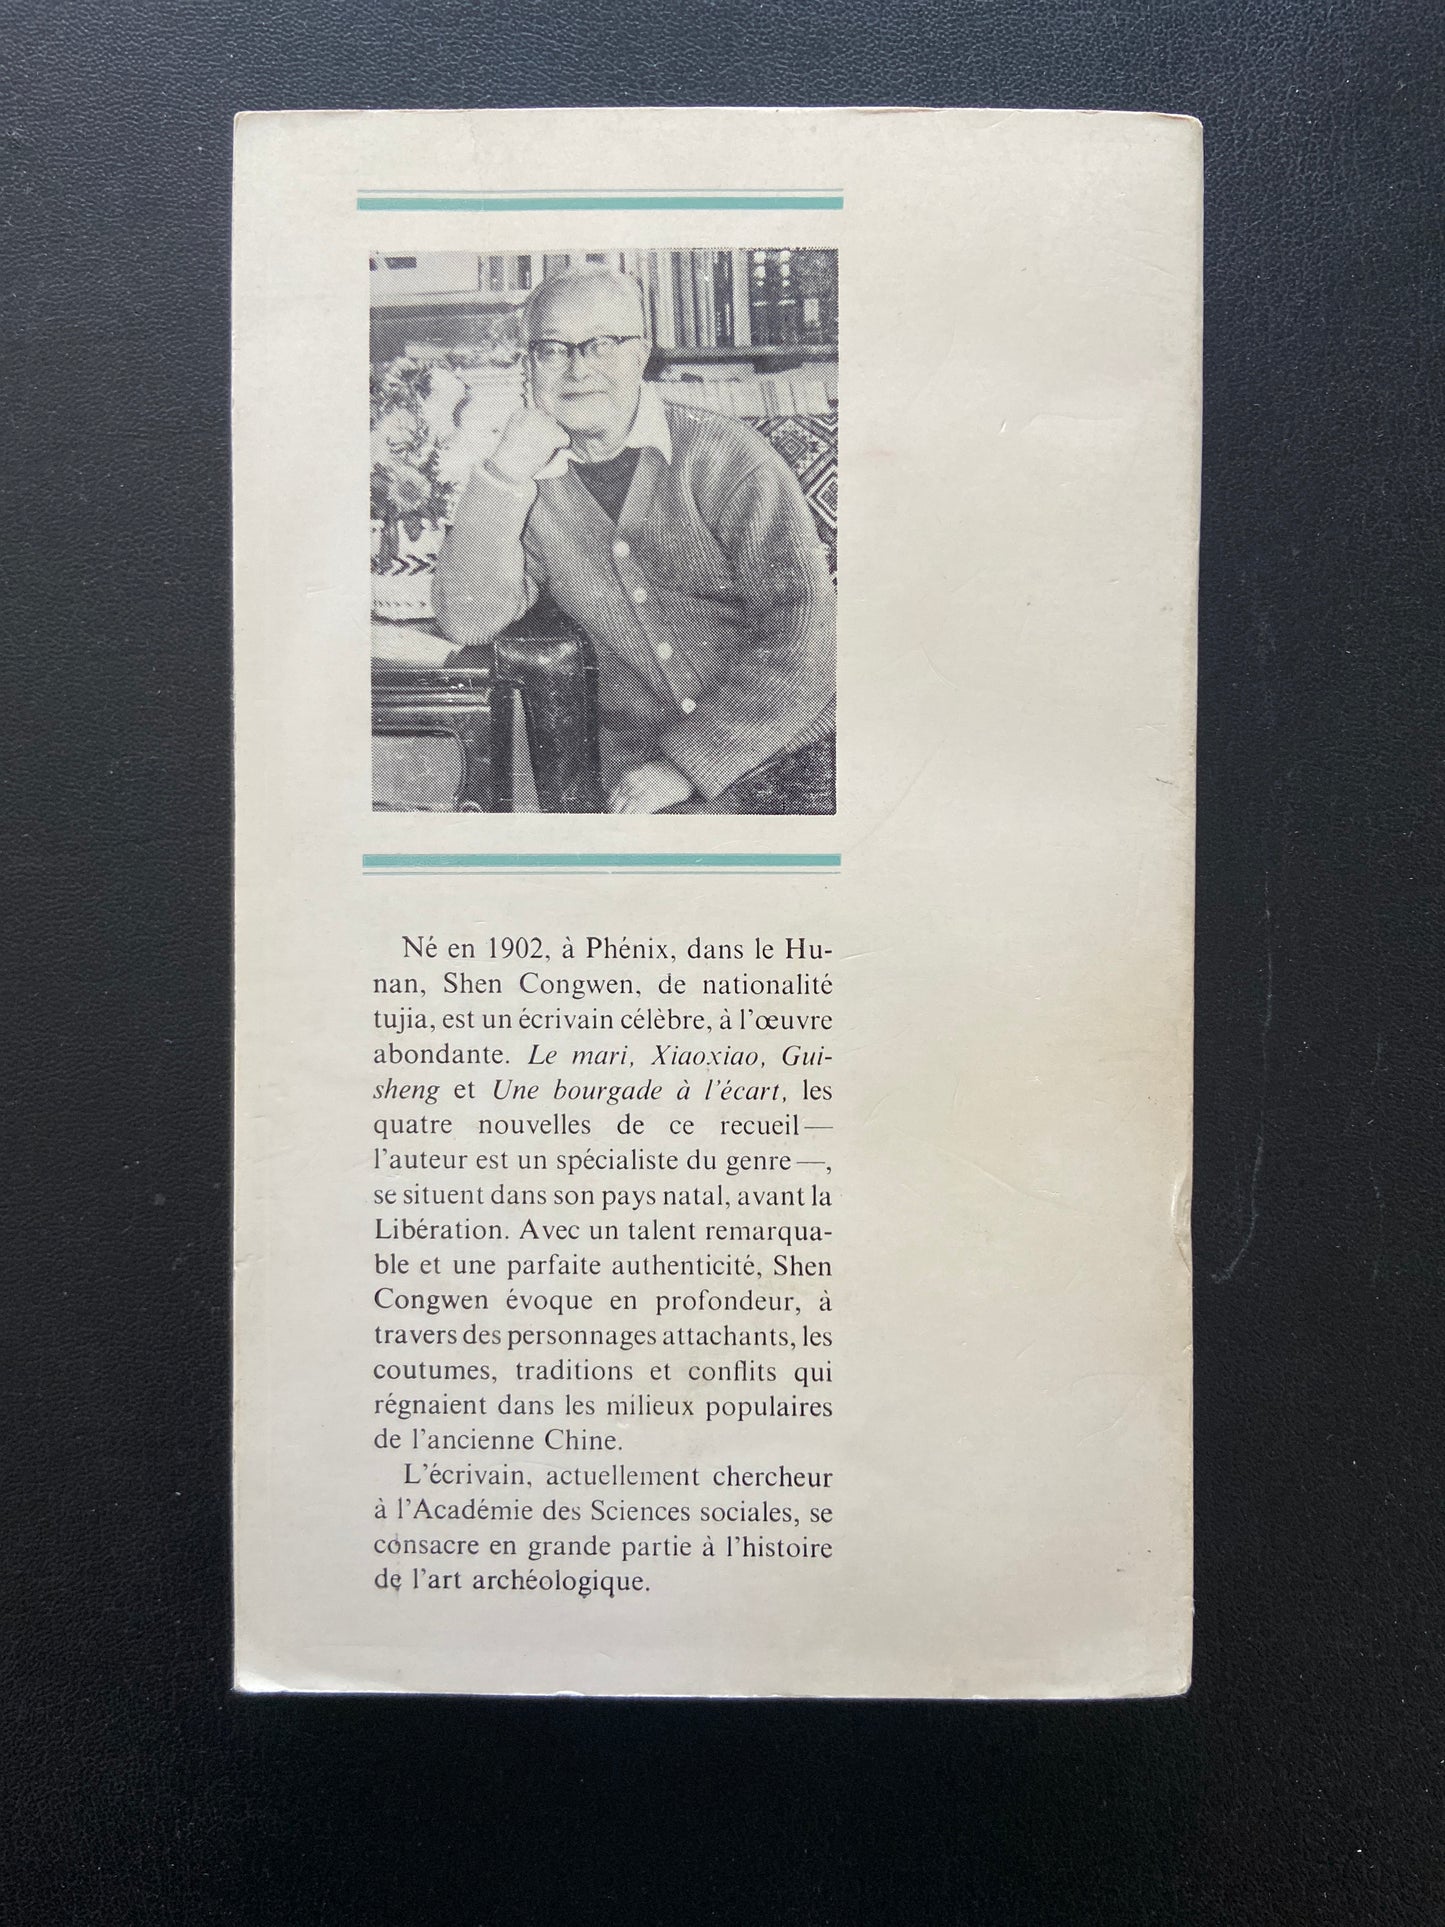 Né en 1902, à Phénix, dans le Hu-
nan, Shen Congwen, de nationalité
tujia, est un écrivain célèbre, à l'œuvre
abondante. Le mari, Xiaoxiao, Gui-
sheng et Une bourgade à l'écart, les
quatre nouvelles de ce recueil—
l'auteur est un spécialiste du genre—,
se situent dans son pays natal, avant la
Libération. Avec un talent remarqua-
ble et une parfaite authenticité, Shen
Congwen évoque en profondeur, à
travers des personnages attachants, les
coutumes, traditions et conflits qui
régnaient dans les milieux populaires
de l'ancienne Chine.
L'écrivain, actuellement chercheur
à l'Académie des Sciences sociales, se
consacre en grande partie à l'histoire
de l'art archéologique.